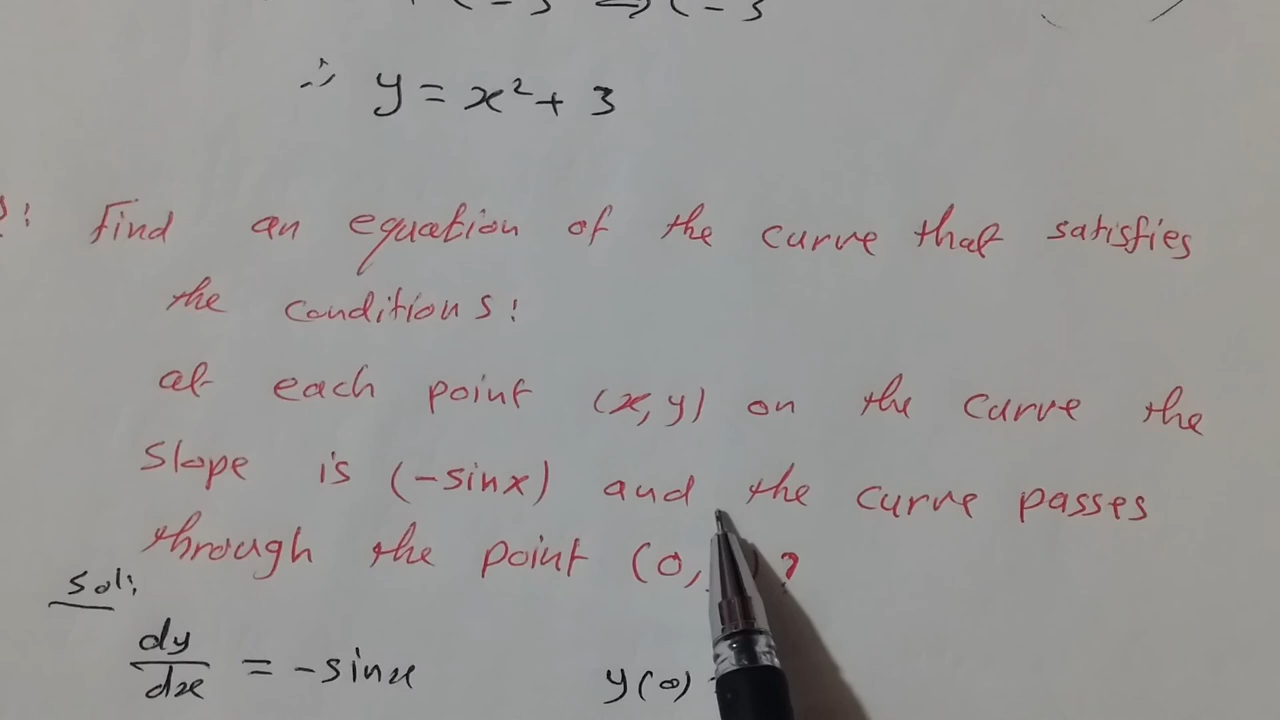 ∴ y = x² + 3
Find an equation of the curve that satisfies
the conditions:
at each point (x, y) on the curve the
slope is (-sinx) and the curve passes
through the point (0, ) ?
Sol:
dy/dx = -sinx y(0)